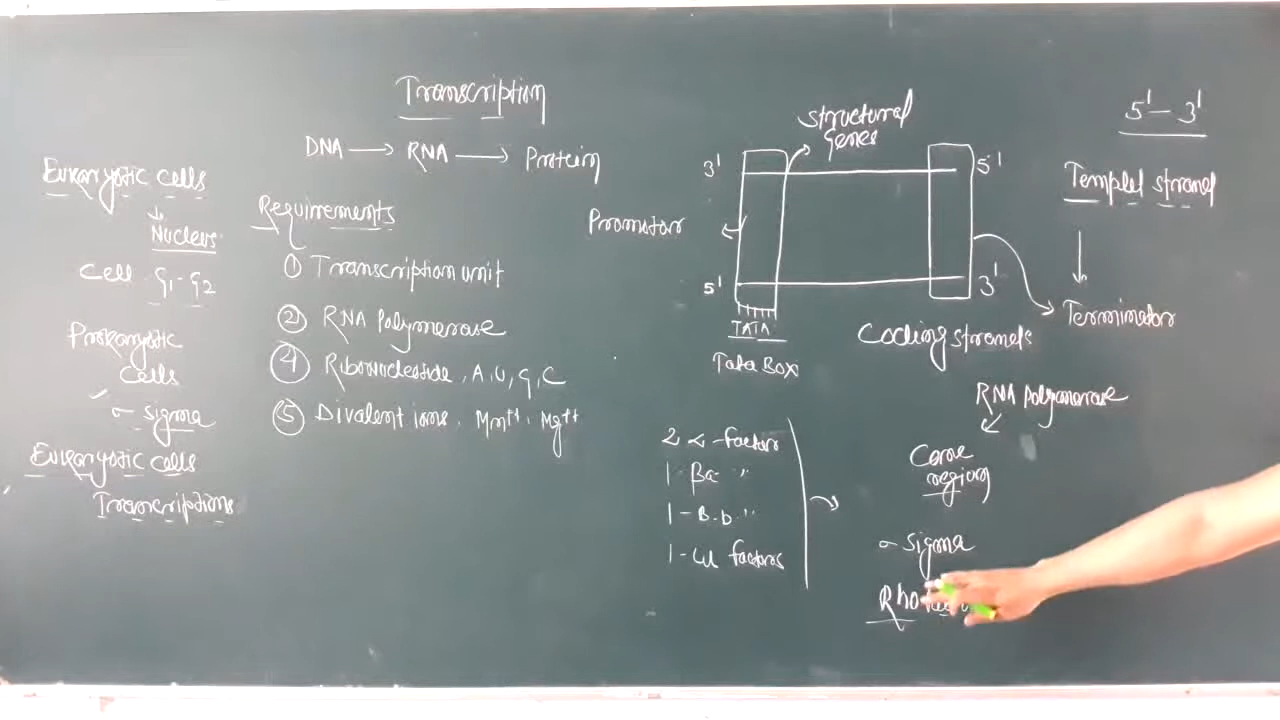 Transcription
DNA → RNA → Protein
Eukaryotic cells
Nucleus
Cell G1-G2
Prokaryotic
Cells
σ sigma
Eukaryotic cells
Transcriptions
Requirements
① Transcription unit
② RNA Polymerase
④ Ribonucleoside, A, U, G, C
⑤ Divalent ions, Mn++, Mg++
Structural
genes
3' 5'
Promotor
5' 3'
TATA
Tata Box
Coding strands
5' - 3'
Templet strand
Terminator
RNA polymerase
Core
region
σ sigma
Rho
2 α -factor
1 - Ba "
1 - B.b "
1 - W factors